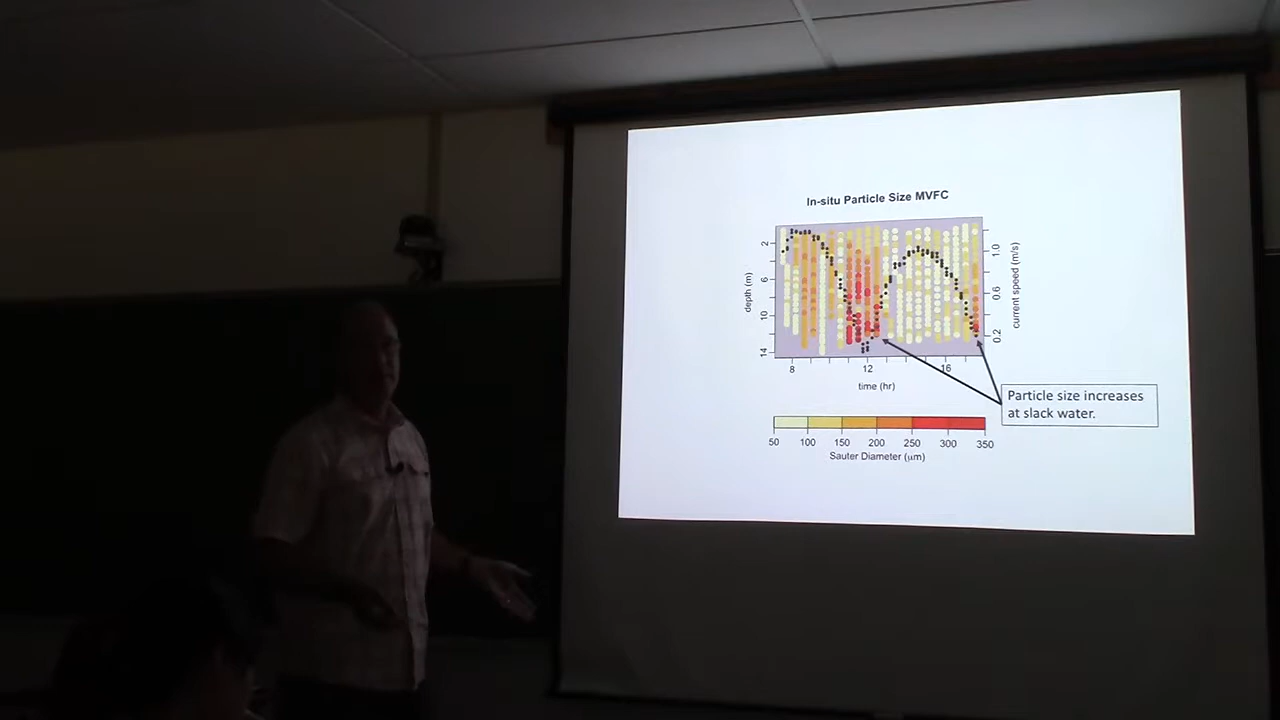 In-situ Particle Size MVFC
2
6
10
14
depth (m)
1.0
0.6
0.2
current speed (m/s)
8
12
16
time (hr)
Particle size increases
at slack water.
50 100 150 200 250 300 350
Sauter Diameter (μm)